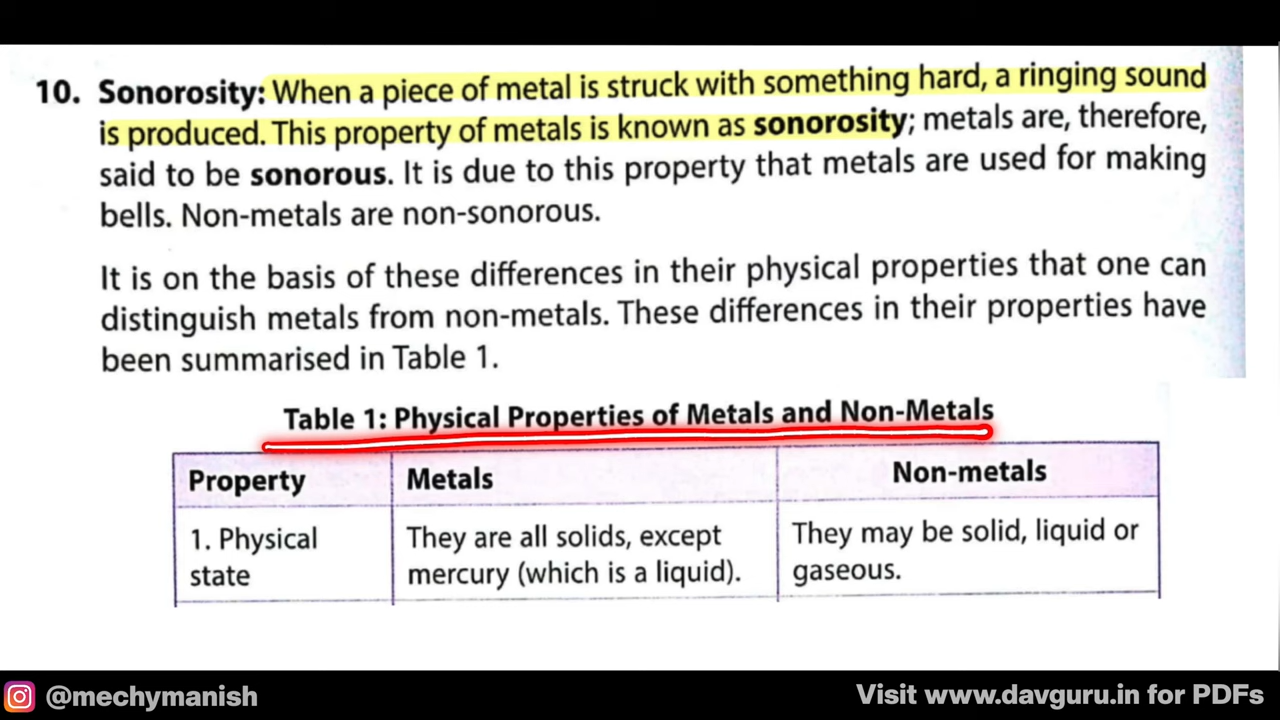 10. Sonorosity: When a piece of metal is struck with something hard, a ringing sound
is produced. This property of metals is known as sonorosity; metals are, therefore,
said to be sonorous. It is due to this property that metals are used for making
bells. Non-metals are non-sonorous.
It is on the basis of these differences in their physical properties that one can
distinguish metals from non-metals. These differences in their properties have
been summarised in Table 1.
Table 1: Physical Properties of Metals and Non-Metals
Property Metals Non-metals
1. Physical They are all solids, except They may be solid, liquid or
state mercury (which is a liquid). gaseous.
@mechymanish Visit www.davguru.in for PDFs